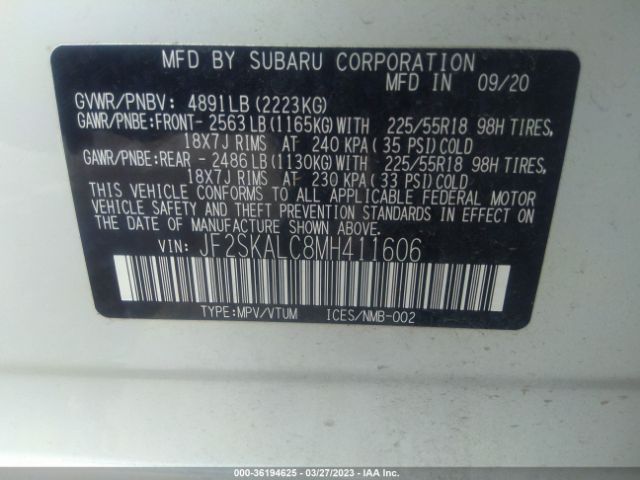 MFD BY SUBARU CORPORATION
MFD IN 09/20
GVWR/PNBV: 4891LB (2223KG)
GAWR/PNBE:FRONT- 2563LB (1165KG)WITH 225/55R18 98H TIRES,
18X7J RIMS AT 240 KPA( 35 PSI)COLD
GAWR/PNBE:REAR - 2486LB (1130KG)WITH 225/55R18 98H TIRES,
18X7J RIMS AT 230 KPA( 33 PSI)COLD
THIS VEHICLE CONFORMS TO ALL APPLICABLE FEDERAL MOTOR
VEHICLE SAFETY AND THEFT PREVENTION STANDARDS IN EFFECT ON
THE DATE OF MANUFACTURE SHOWN ABOVE.
VIN: JF2SKALC8MH411606
TYPE:MPV/VTUM ICES/NMB-002
000-36194625 - 03/27/2023 - IAA Inc.